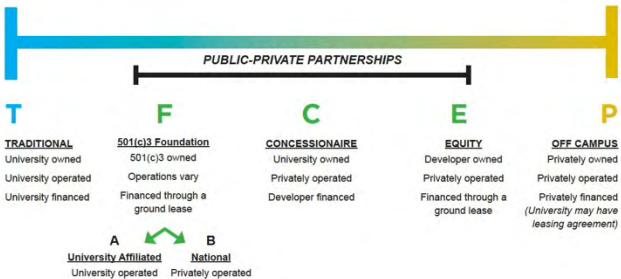 PUBLIC-PRIVATE PARTNERSHIPS
T
F
C
E
P
TRADITIONAL
University owned
University operated
University financed
501(c)3 Foundation
501(c)3 owned
Operations vary
Financed through a
ground lease
A
University Affiliated
University operated
B
National
Privately operated
CONCESSIONAIRE
University owned
Privately operated
Developer financed
EQUITY
Developer owned
Privately operated
Financed through a
ground lease
OFF CAMPUS
Privately owned
Privately operated
Privately financed
(University may have
leasing agreement)